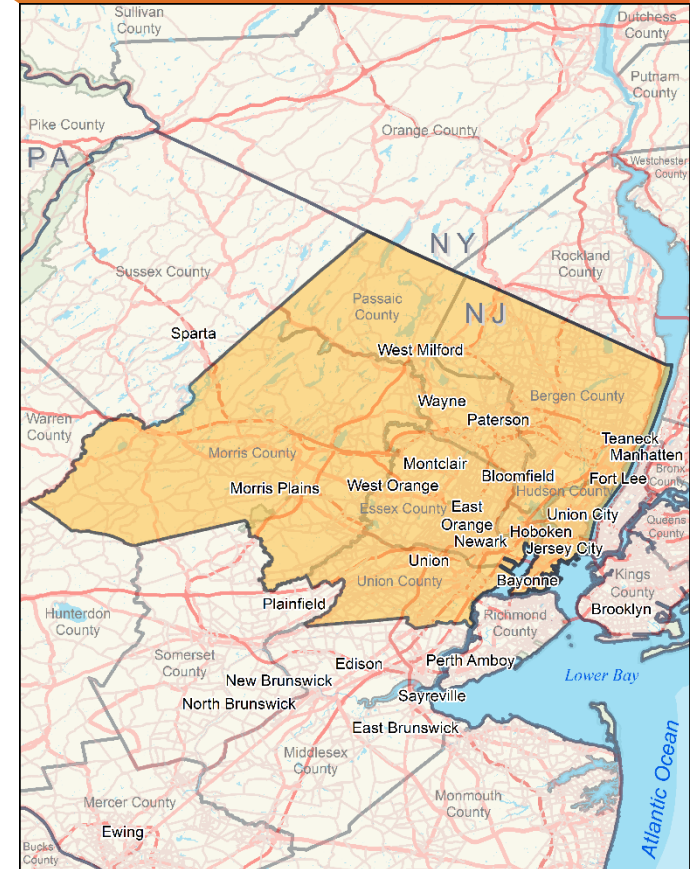 Sullivan
County
Dutchess
County
Putnam
County
Pike County
Orange County
PA
Westchester
County
NY
Rockland
County
Sussex County
Passaic
County
NJ
Sparta
West Milford
Bergen County
Wayne
Paterson
Warren
County
Teaneck
Morris County
Manhatten
Montclair
Bronx
County
Bloomfield
Fort Lee
Morris Plains
West Orange
Hudson County
Essex County
East
Orange
Union City
Queens
County
Newark
Hoboken
Jersey City
Union
Union County
Bayonne
Kings
County
Plainfield
Brooklyn
Hunterdon
County
Richmond
County
Somerset
County
Edison
Perth Amboy
New Brunswick
Lower Bay
North Brunswick
Sayreville
East Brunswick
Middlesex
County
Atlantic Ocean
Mercer County
Monmouth
County
Ewing
Bucks
County